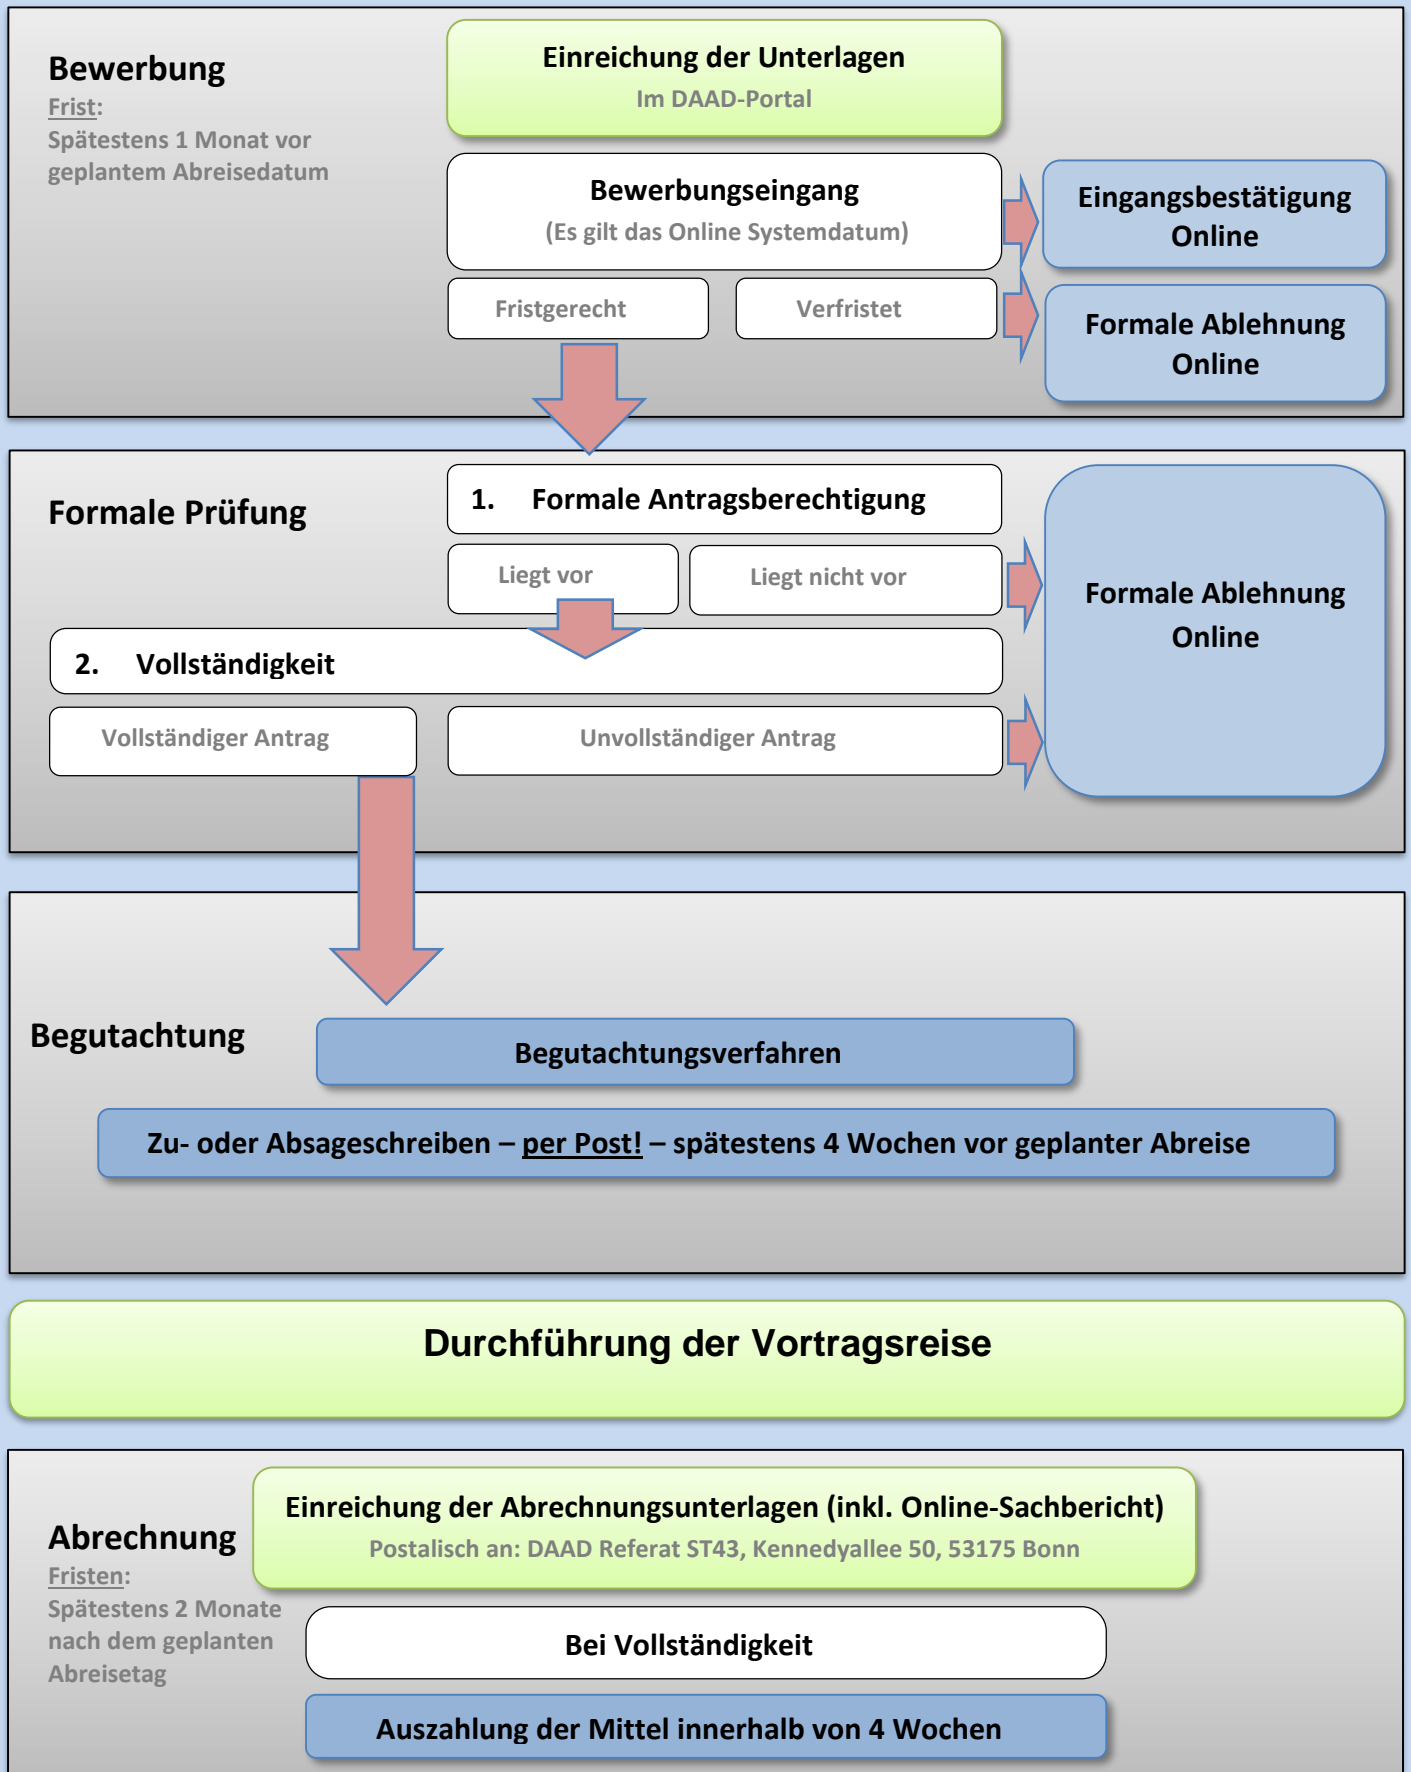 Bewerbung
Frist:
Spätestens 1 Monat vor
geplantem Abreisedatum
Einreichung der Unterlagen
Im DAAD-Portal
Bewerbungseingang
(Es gilt das Online Systemdatum)
Eingangsbestätigung
Online
Fristgerecht
Verfristet
Formale Ablehnung
Online
Formale Prüfung
1. Formale Antragsberechtigung
Liegt vor
Liegt nicht vor
Formale Ablehnung
Online
2. Vollständigkeit
Vollständiger Antrag
Unvollständiger Antrag
Begutachtung
Begutachtungsverfahren
Zu- oder Absageschreiben – per Post! – spätestens 4 Wochen vor geplanter Abreise
Durchführung der Vortragsreise
Abrechnung
Fristen:
Spätestens 2 Monate
nach dem geplanten
Abreisetag
Einreichung der Abrechnungsunterlagen (inkl. Online-Sachbericht)
Postalisch an: DAAD Referat ST43, Kennedyallee 50, 53175 Bonn
Bei Vollständigkeit
Auszahlung der Mittel innerhalb von 4 Wochen